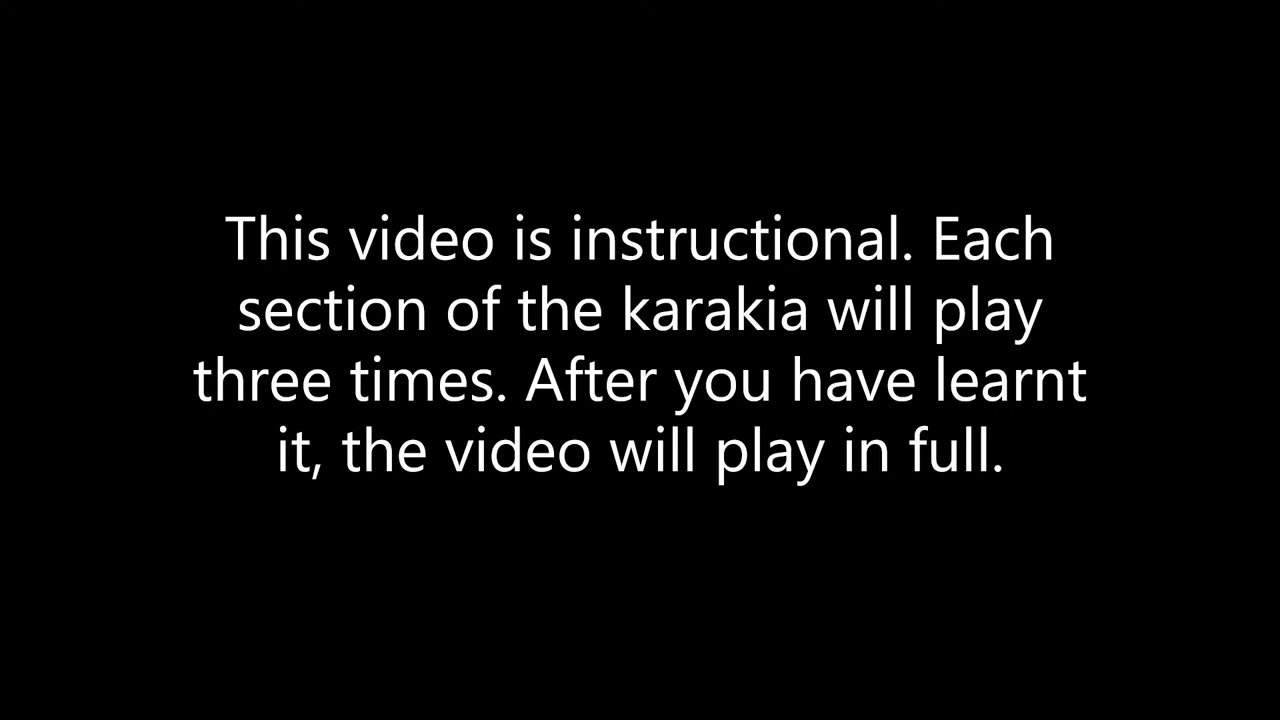 This video is instructional. Each
section of the karakia will play
three times. After you have learnt
it, the video will play in full.